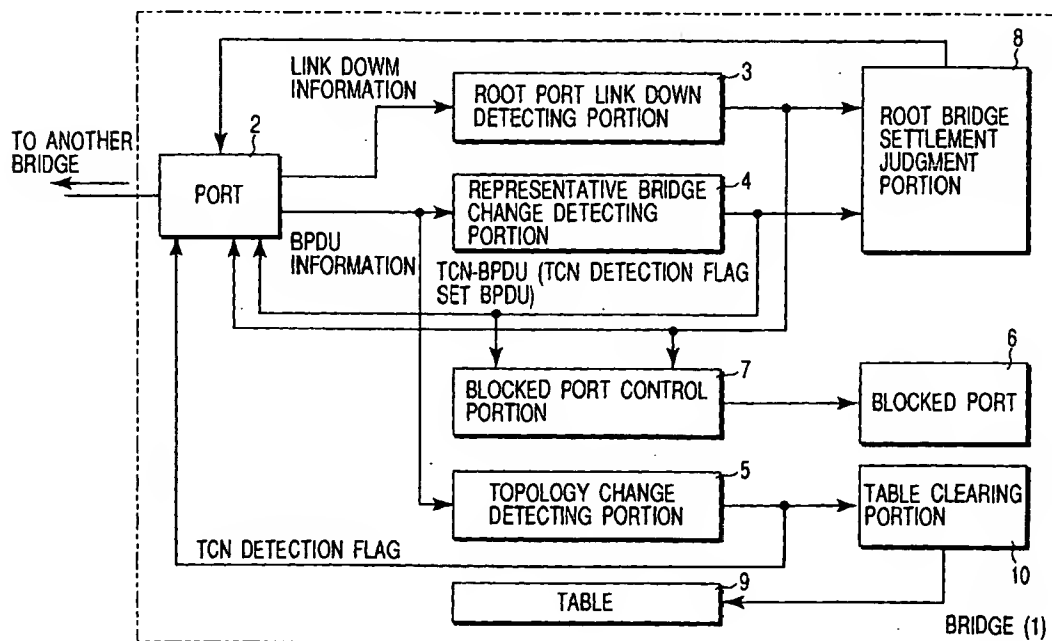 8
LINK DOWM
INFORMATION
3
ROOT PORT LINK DOWN
DETECTING PORTION
ROOT BRIDGE
SETTLEMENT
JUDGMENT
PORTION
TO ANOTHER
BRIDGE
2
PORT
4
REPRESENTATIVE BRIDGE
CHANGE DETECTING
PORTION
BPDU
INFORMATION
TCN-BPDU (TCN DETECTION FLAG
SET BPDU)
7
BLOCKED PORT CONTROL
PORTION
6
BLOCKED PORT
5
TOPOLOGY CHANGE
DETECTING PORTION
TABLE CLEARING
PORTION
10
TCN DETECTION FLAG
9
TABLE
BRIDGE (1)